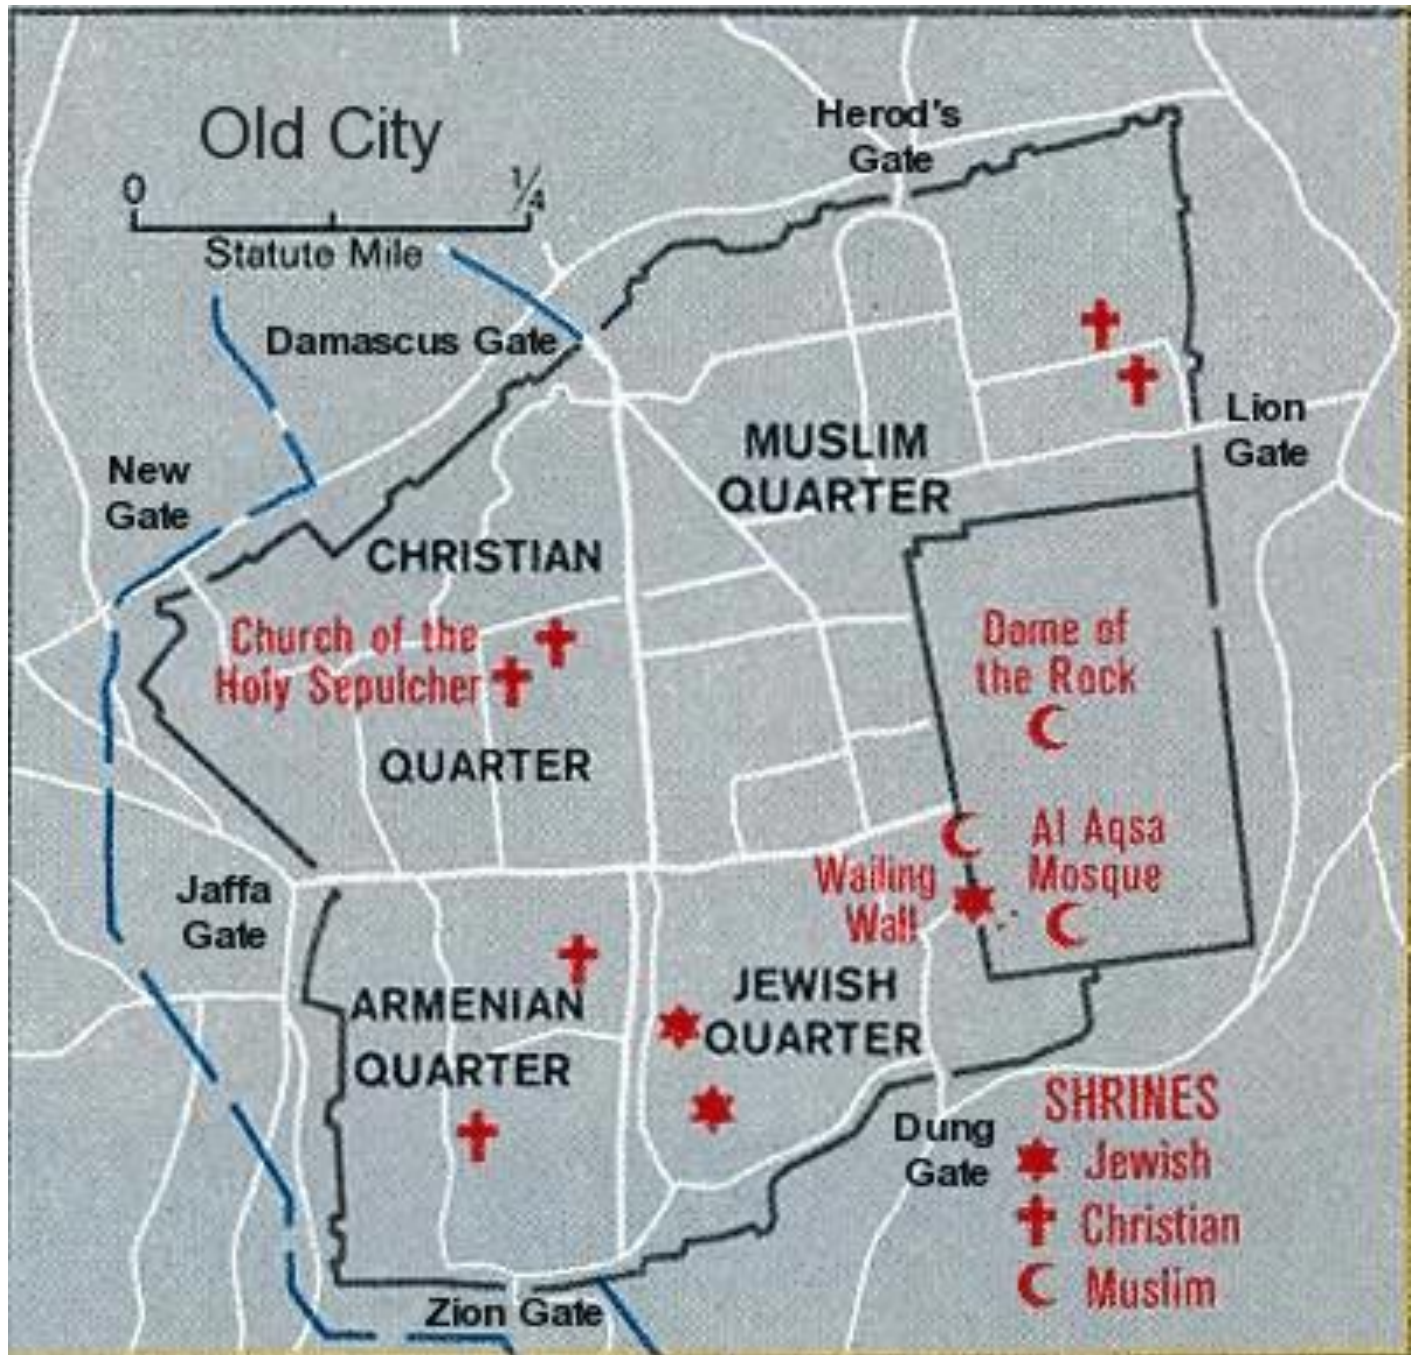 Old City
0 1/4
Statute Mile
Herod's
Gate
Damascus Gate
New
Gate
Lion
Gate
MUSLIM
QUARTER
CHRISTIAN
Church of the
Holy Sepulcher
QUARTER
Dome of
the Rock
Al Aqsa
Mosque
Wailing
Wall
Jaffa
Gate
ARMENIAN
QUARTER
JEWISH
QUARTER
Dung
Gate
Zion Gate
SHRINES
Jewish
Christian
Muslim